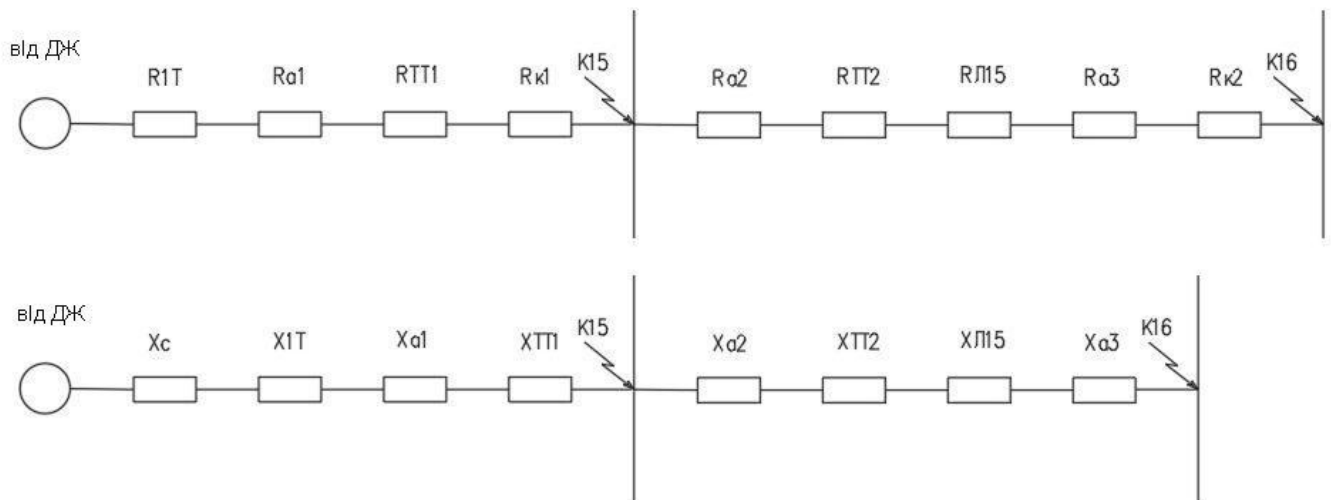 вІд ДЖ
R1T Ra1 RTT1 Rк1 K15 Ra2 RTT2 RЛ15 Ra3 Rк2 K16
вІд ДЖ
Xc X1T Xa1 XTT1 K15 Xa2 XTT2 XЛ15 Xa3 K16